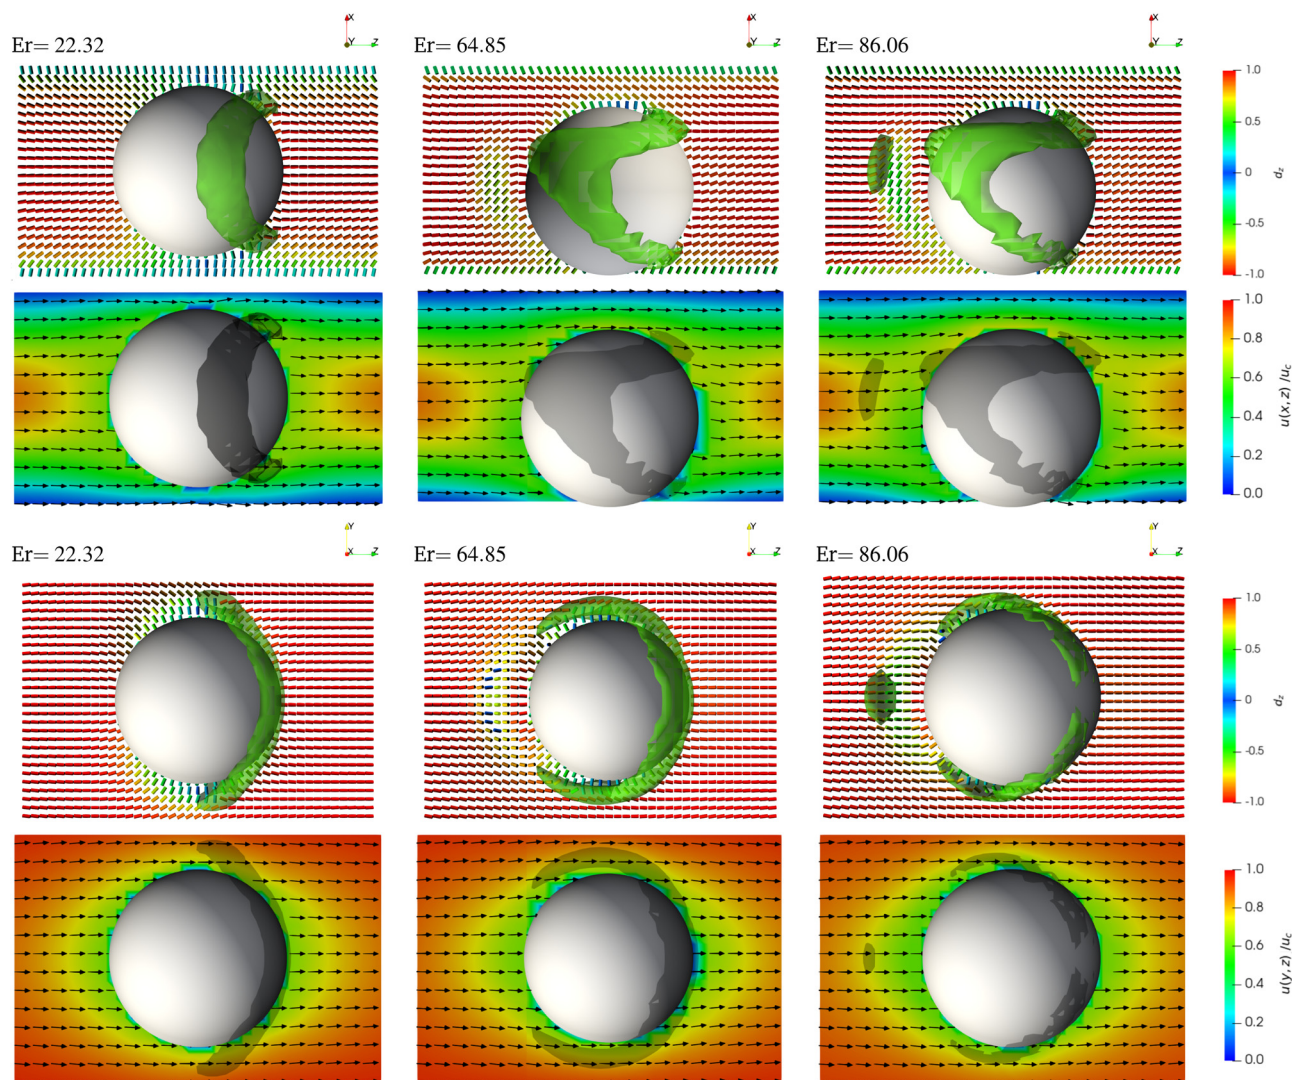 X X X
Er= 22.32 Y Z Er= 64.85 Y Z Er= 86.06 Y Z
1.0
0.5
0
-0.5
-1.0
d_z
1.0
0.8
0.6
0.4
0.2
0.0
u(x, z) /u_c
Y Y Y
Er= 22.32 X Z Er= 64.85 X Z Er= 86.06 X Z
1.0
0.5
0
-0.5
-1.0
d_z
1.0
0.8
0.6
0.4
0.2
0.0
u(y, z) /u_c